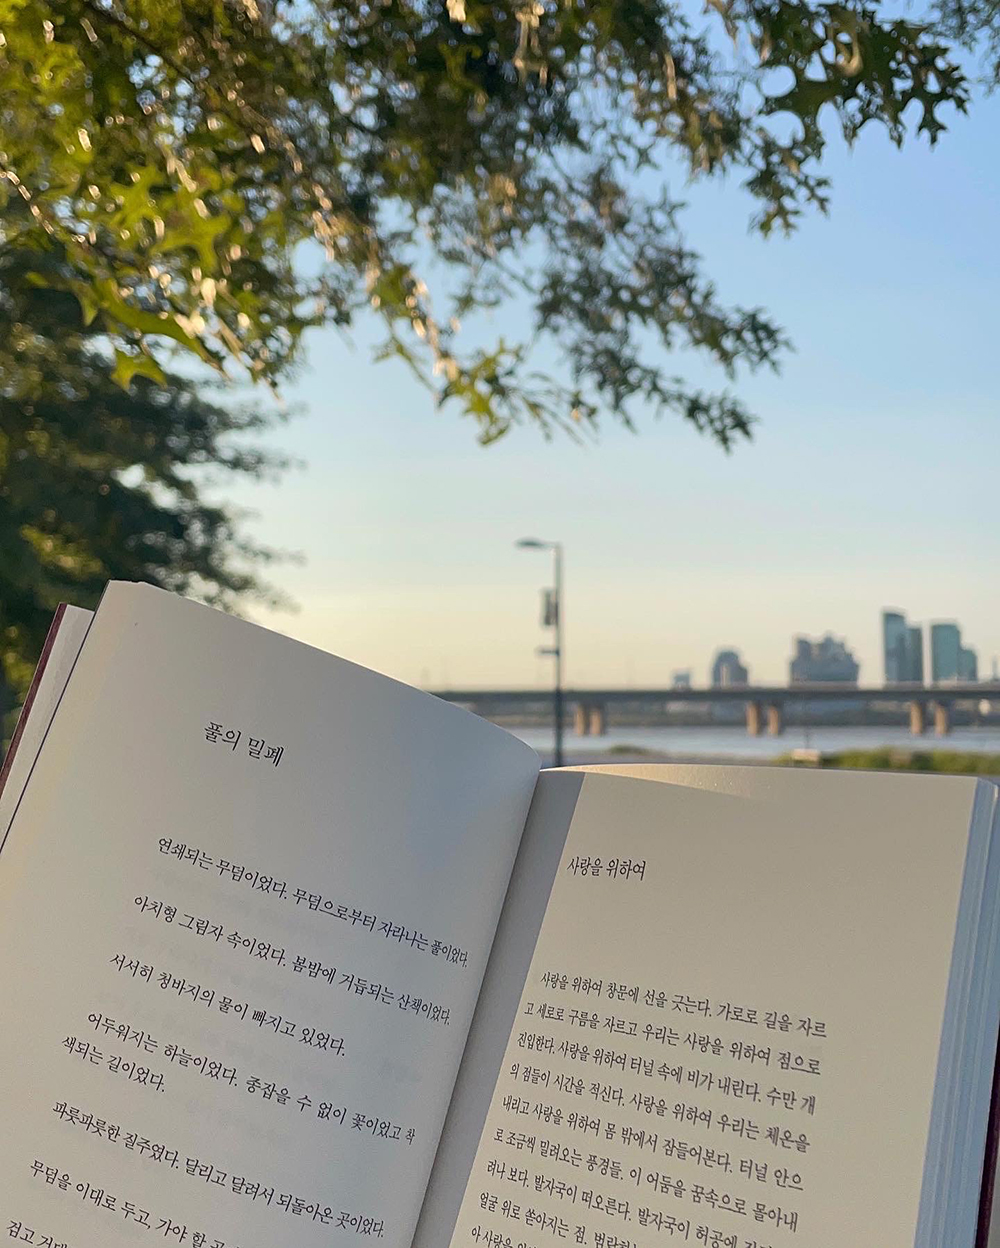 풀의 밀폐
연쇄되는 무덤이었다. 무덤으로부터 자라나는 풀이었다.
아치형 그림자 속이었다. 봄밤에 거듭되는 산책이었다.
서서히 청바지의 물이 빠지고 있었다.
어두워지는 하늘이었다. 종잡을 수 없이 꽃이었고 착
색되는 길이었다.
파릇파릇한 질주였다. 달리고 달려서 되돌아온 곳이었다.
무덤을 이대로 두고, 가야 할
검고
사랑을 위하여
사랑을 위하여 창문에 선을 긋는다. 가로로 길을 자르
고 세로로 구름을 자르고 우리는 사랑을 위하여 점으로
진입한다. 사랑을 위하여 터널 속에 비가 내린다. 수만 개
의 점들이 시간을 적신다. 사랑을 위하여 우리는 체온을
내리고 사랑을 위하여 몸 밖에서 잠들어본다. 터널 안으
로 조금씩 밀려오는 풍경들. 이 어둠을 꿈속으로 몰아내
려나 보다. 발자국이 떠오른다. 발자국이 허공에
얼굴 위로 쏟아지는 점.